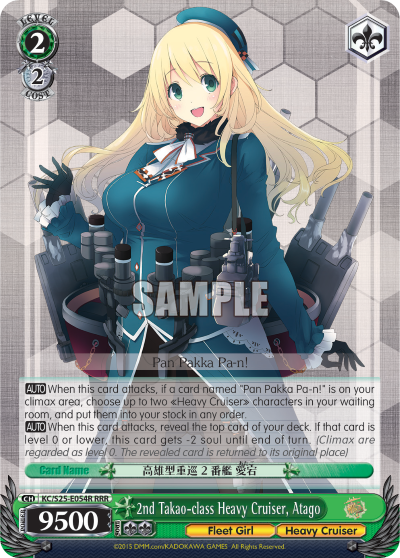 LEVEL
2
2
COST
SAMPLE
Pan Pakka Pa-n!
AUTO When this card attacks, if a card named "Pan Pakka Pa-n!" is on your
climax area, choose up to two «Heavy Cruiser» characters in your waiting
room, and put them into your stock in any order.
AUTO When this card attacks, reveal the top card of your deck. If that card is
level 0 or lower, this card gets -2 soul until end of turn. (Climax are
regarded as level 0. The revealed card is returned to its original place)
Card Name 高雄型重巡2番艦 愛宕
CH KC/S25-E054R RRR
POWER 9500 SOUL 2nd Takao-class Heavy Cruiser, Atago
Fleet Girl Heavy Cruiser
©2015 DMM.com/KADOKAWA GAMES All Rights Reserved.